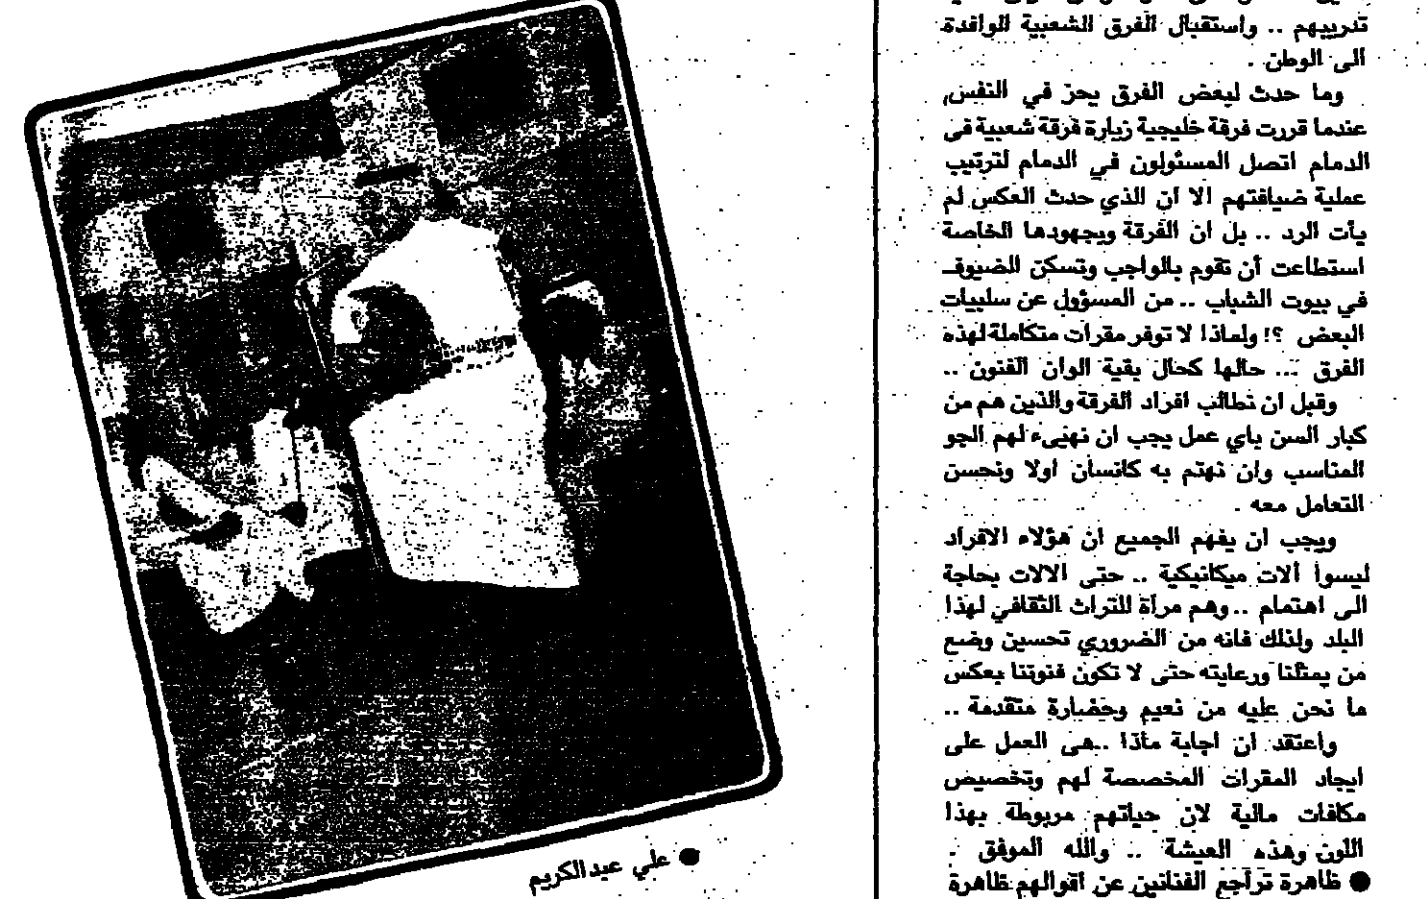 تدريبهم .. واستقبال الفرق الشعبية الوافدة
الى الوطن .
وما حدث لبعض الفرق يحز في النفس
عندما قررت فرقة خليجية زيارة فرقة شعبية في
الدمام اتصل المسئولون في الدمام لترتيب
عملية ضيافتهم الا ان الذي حدث العكس لم
يأت الرد .. بل ان الفرقة وبجهودها الخاصة
استطاعت أن تقوم بالواجب وتسكن الضيوف
في بيوت الشباب .. من المسؤول عن سلبيات
البعض ؟! ولماذا لا توفر مقرات متكاملة لهذه
الفرق ... حالها كحال بقية الوان الفنون ..
وقبل ان نطالب افراد الفرقة والذين هم من
كبار السن باي عمل يجب ان نهيىء لهم الجو
المناسب وان نهتم به كانسان اولا ونحسن
التعامل معه .
ويجب ان يفهم الجميع ان هؤلاء الافراد
ليسوا ألات ميكانيكية .. حتى الالات بحاجة
الى اهتمام .. وهم مرأة للتراث الثقافي لهذا
البلد ولذلك فانه من الضروري تحسين وضع
من يمثلنا ورعايته حتى لا تكون فنوننا بعكس
ما نحن عليه من نعيم وحضارة متقدمة ..
واعتقد ان اجابة ماذا .. هى العمل على
ايجاد المقرات المخصصة لهم وتخصيص
مكافات مالية لان حياتهم مربوطة بهذا
اللون وهذه العيشة .. والله الموفق .
● ظاهرة تراجع الفنانين عن اقوالهم ظاهرة
● علي عبدالكريم